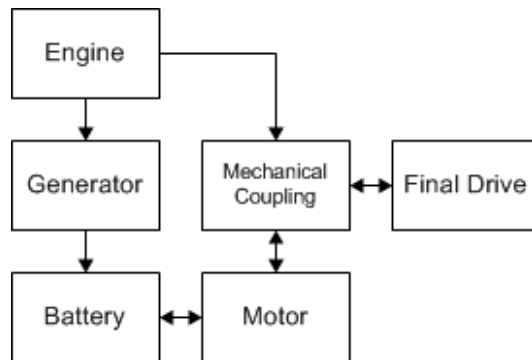 Engine
Generator
Mechanical
Coupling
Final Drive
Battery
Motor